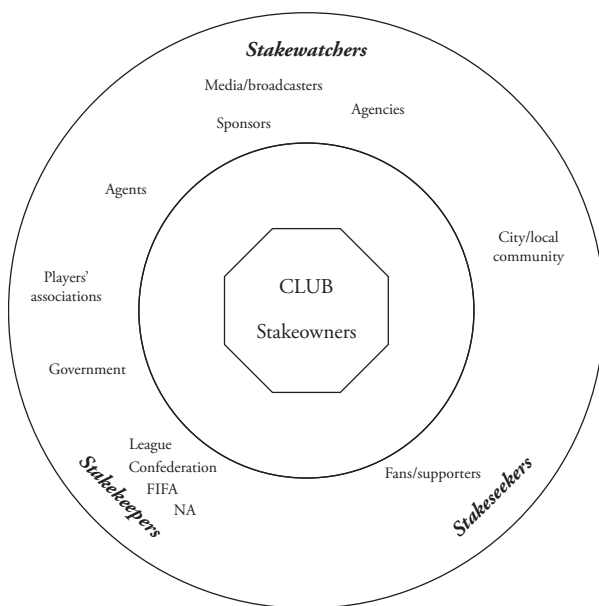 Stakewatchers
Media/broadcasters
Agencies
Sponsors
Agents
City/local
community
Players’
associations
CLUB
Stakeowners
Government
League
Confederation
FIFA
NA
Stakekeepers
Fans/supporters
Stakeseekers